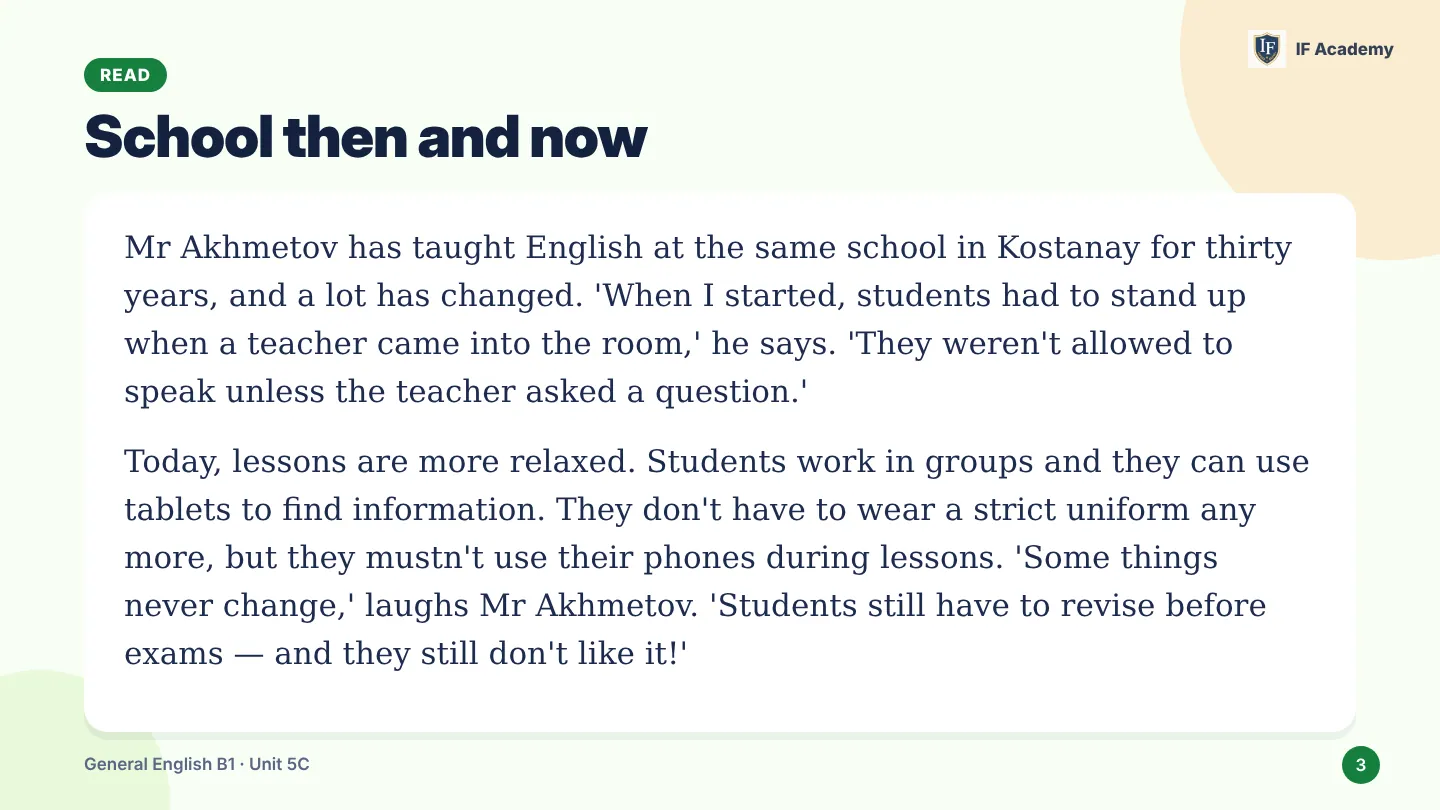 IF
IF Academy
READ
School then and now
Mr Akhmetov has taught English at the same school in Kostanay for thirty
years, and a lot has changed. 'When I started, students had to stand up
when a teacher came into the room,' he says. 'They weren't allowed to
speak unless the teacher asked a question.'
Today, lessons are more relaxed. Students work in groups and they can use
tablets to find information. They don't have to wear a strict uniform any
more, but they mustn't use their phones during lessons. 'Some things
never change,' laughs Mr Akhmetov. 'Students still have to revise before
exams — and they still don't like it!'
General English B1 · Unit 5C
3